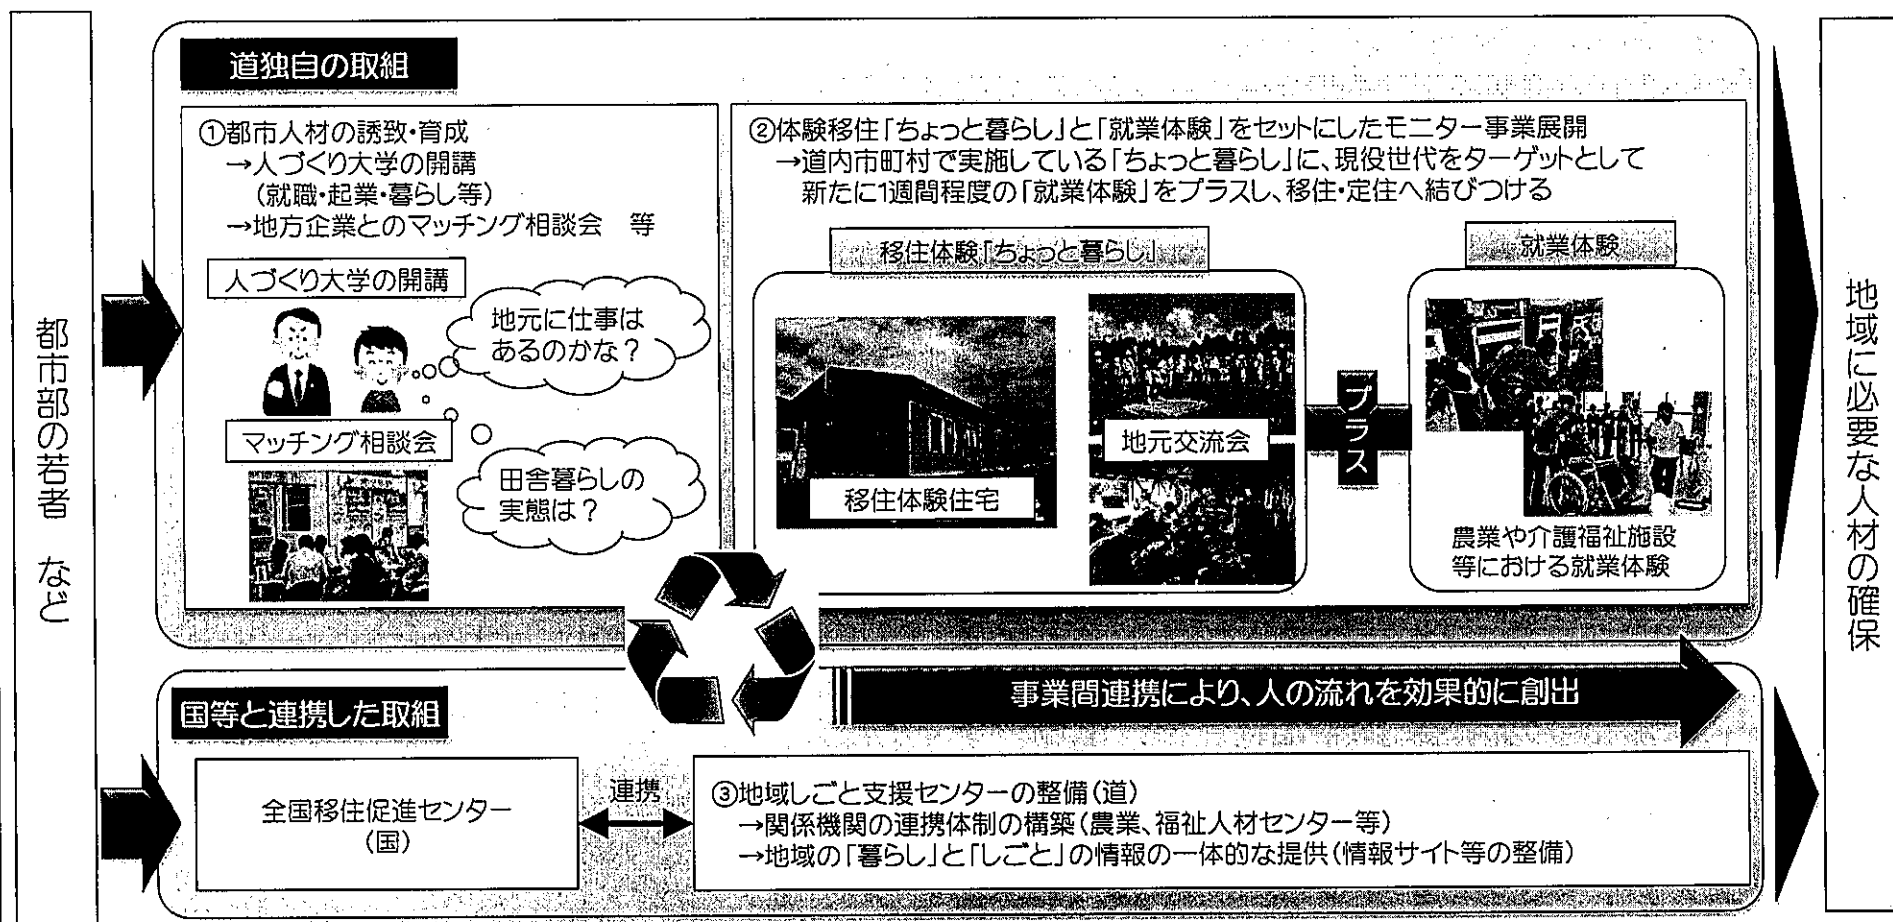 都市部の若者 など
道独自の取組
①都市人材の誘致・育成
→人づくり大学の開講
(就職・起業・暮らし等)
→地方企業とのマッチング相談会 等
人づくり大学の開講
地元に仕事は
あるのかな？
マッチング相談会
田舎暮らしの
実態は？
②体験移住「ちょっと暮らし」と「就業体験」をセットにしたモニター事業展開
→道内市町村で実施している「ちょっと暮らし」に、現役世代をターゲットとして
新たに1週間程度の「就業体験」をプラスし、移住・定住へ結びつける
移住体験「ちょっと暮らし」
移住体験住宅
地元交流会
プラス
就業体験
農業や介護福祉施設
等における就業体験
事業間連携により、人の流れを効果的に創出
国等と連携した取組
全国移住促進センター
(国)
連携
③地域しごと支援センターの整備(道)
→関係機関の連携体制の構築(農業、福祉人材センター等)
→地域の「暮らし」と「しごと」の情報の一体的な提供(情報サイト等の整備)
地域に必要な人材の確保